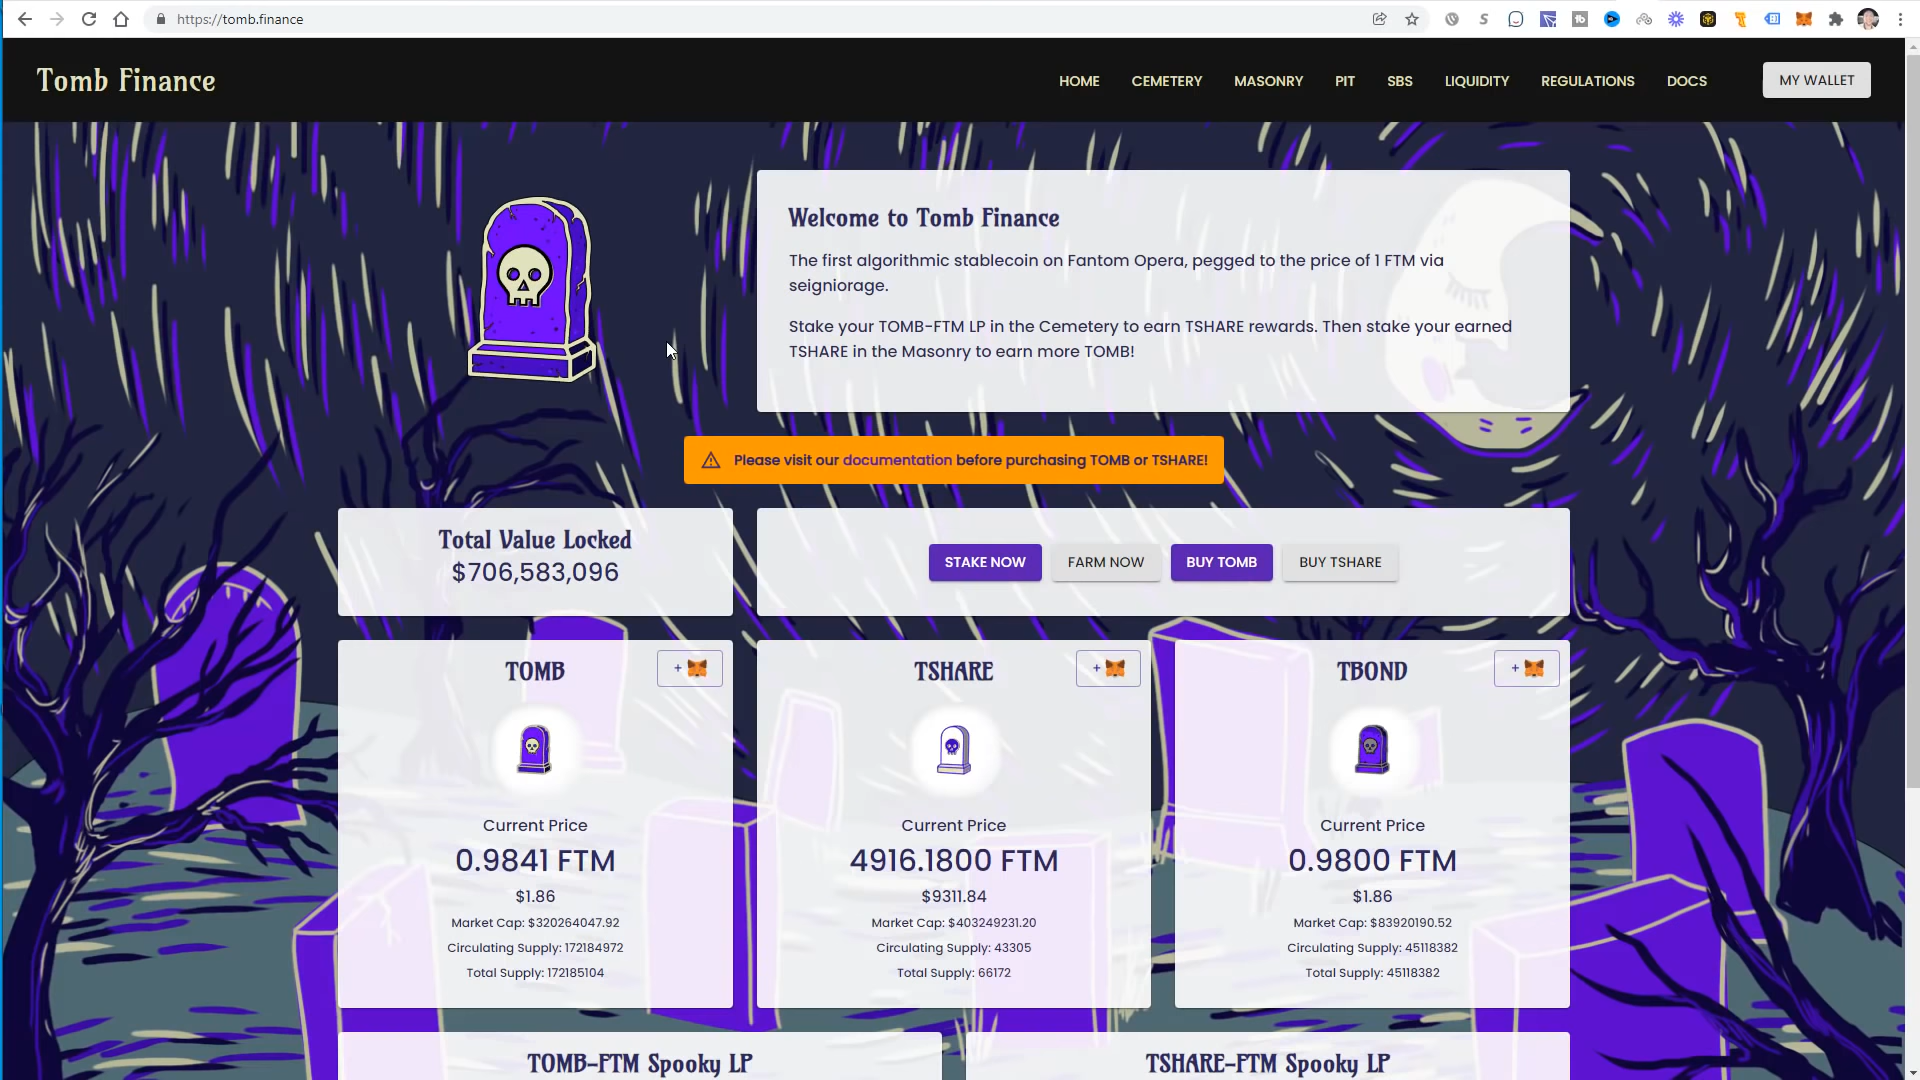 https://tomb.finance
Tomb Finance
HOME CEMETERY MASONRY PIT SBS LIQUIDITY REGULATIONS DOCS MY WALLET
Welcome to Tomb Finance
The first algorithmic stablecoin on Fantom Opera, pegged to the price of 1 FTM via
seigniorage.
Stake your TOMB-FTM LP in the Cemetery to earn TSHARE rewards. Then stake your earned
TSHARE in the Masonry to earn more TOMB!
Please visit our documentation before purchasing TOMB or TSHARE!
Total Value Locked
$706,583,096
STAKE NOW FARM NOW BUY TOMB BUY TSHARE
TOMB
+
Current Price
0.9841 FTM
$1.86
Market Cap: $320264047.92
Circulating Supply: 172184972
Total Supply: 172185104
TSHARE
+
Current Price
4916.1800 FTM
$9311.84
Market Cap: $403249231.20
Circulating Supply: 43305
Total Supply: 66172
TBOND
+
Current Price
0.9800 FTM
$1.86
Market Cap: $83920190.52
Circulating Supply: 45118382
Total Supply: 45118382
TOMB-FTM Spooky LP
TSHARE-FTM Spooky LP